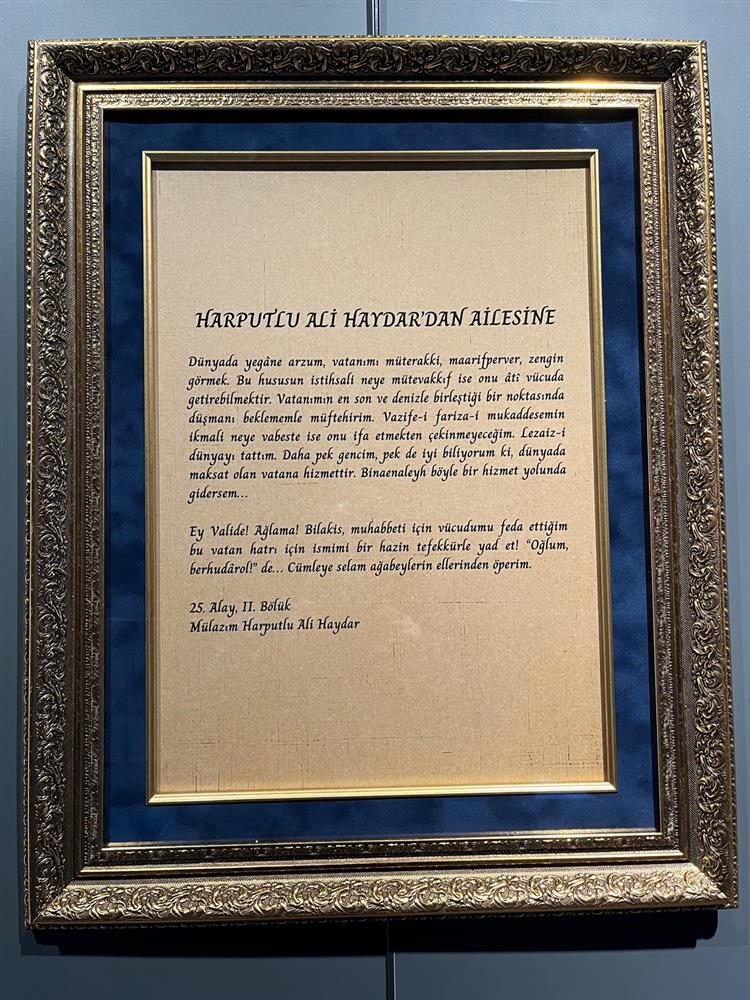 HARPUTLU ALİ HAYDAR'DAN AİLESİNE
Dünyada yegâne arzum, vatanımı müterakki, maarifperver, zengin
görmek. Bu hususun istihsali neye mütevakkıf ise onu âtî vücuda
getirebilmektir. Vatanımın en son ve denizle birleştiği bir noktasında
düşmanı beklememle müftehirim. Vazife-i fariza-i mukaddesemin
ikmali neye vabeste ise onu ifa etmekten çekinmeyeceğim. Lezaiz-i
dünyayı tattım. Daha pek gencim, pek de iyi biliyorum ki, dünyada
maksat olan vatana hizmettir. Binaenaleyh böyle bir hizmet yolunda
gidersem...
Ey Valide! Ağlama! Bilakis, muhabbeti için vücudumu feda ettiğim
bu vatan hatrı için ismimi bir hazin tefekkürle yad et! “Oğlum,
berhudârol!” de... Cümleye selam ağabeylerin ellerinden öperim.
25. Alay, II. Bölük
Mülazım Harputlu Ali Haydar